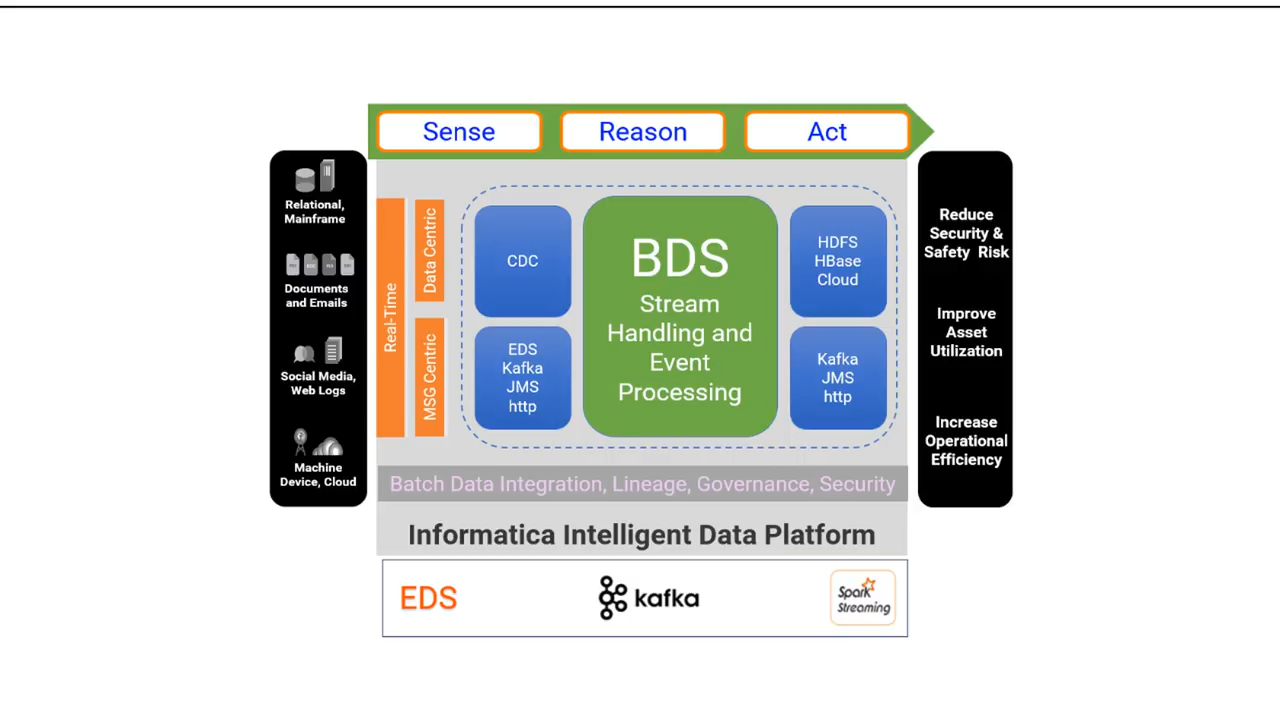 Sense
Reason
Act
Relational,
Mainframe
Documents
and Emails
Social Media,
Web Logs
Machine
Device, Cloud
Real-Time
Data Centric
MSG Centric
CDC
EDS
Kafka
JMS
http
BDS
Stream
Handling and
Event
Processing
HDFS
HBase
Cloud
Kafka
JMS
http
Reduce
Security &
Safety Risk
Improve
Asset
Utilization
Increase
Operational
Efficiency
Batch Data Integration, Lineage, Governance, Security
Informatica Intelligent Data Platform
EDS
kafka
Spark
Streaming